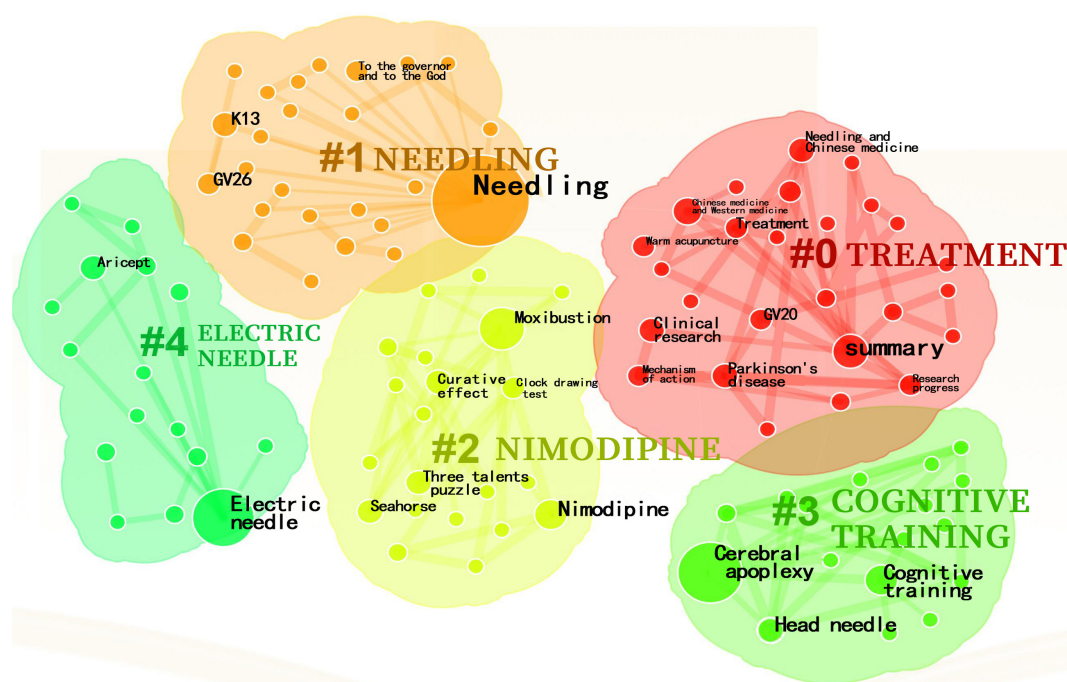 To the governor
and to the God
K13
#1 NEEDLING
GV26
Needling
Needling and
Chinese medicine
Chinese medicine
and Western medicine
Treatment
Warm acupuncture
#0 TREATMENT
GV20
Clinical
research
summary
Mechanism
of action
Parkinson's
disease
Research
progress
Aricept
#4 ELECTRIC
NEEDLE
Electric
needle
Moxibustion
Curative
effect
Clock drawing
test
#2 NIMODIPINE
Three talents
puzzle
Seahorse
Nimodipine
#3 COGNITIVE
TRAINING
Cerebral
apoplexy
Cognitive
training
Head needle